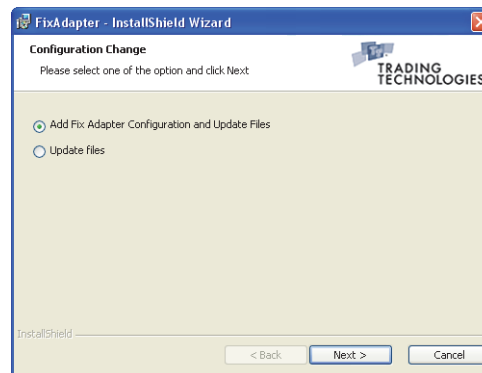 FixAdapter - InstallShield Wizard
Configuration Change
Please select one of the option and click Next
TRADING
TECHNOLOGIES
Add Fix Adapter Configuration and Update Files
Update files
InstallShield
< Back
Next >
Cancel